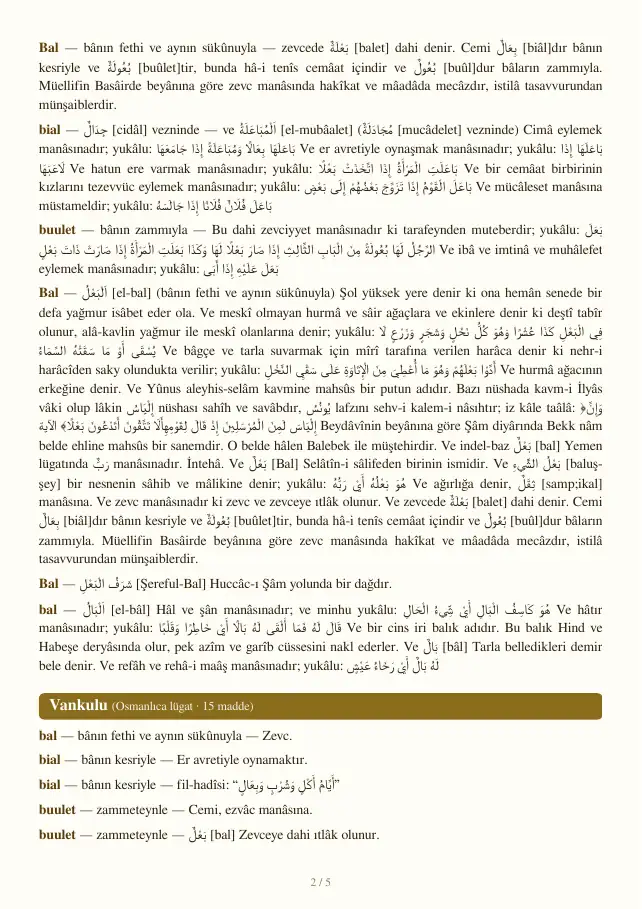 Bal — bânın fethi ve aynın sükûnuyla — zevcede بَعْلَةٌ [balet] dahi denir. Cemi بِعَالٌ [biâl]dır bânın
kesriyle ve بُعُولَةٌ [buûlet]tir, bunda hâ-i tenîs cemâat içindir ve بُعُولٌ [buûl]dur bâların zammıyla.
Müellifin Basâirde beyânına göre zevc manâsında hakîkat ve mâadâda mecâzdır, istilâ tasavvurundan
münşaiblerdir.
bial — جِدَالٌ [cidâl] vezninde — ve اَلْمُبَاعَلَةُ [el-mubâalet] (مُجَادَلَةٌ [mucâdelet] vezninde) Cimâ eylemek
manâsınadır; yukâlu: بَاعَلَهَا بِعَالًا وَمُبَاعَلَةً إِذَا جَامَعَهَا Ve er avretiyle oynaşmak manâsınadır; yukâlu: بَاعَلَهَا إِذَا
لَاعَبَهَا Ve hatun ere varmak manâsınadır; yukâlu: بَاعَلَتِ الْمَرْأَةُ إِذَا اتَّخَذَتْ بَعْلًا Ve bir cemâat birbirinin
kızlarını tezevvüc eylemek manâsınadır; yukâlu: بَاعَلَ الْقَوْمُ إِذَا تَزَوَّجَ بَعْضُهُمْ إِلَى بَعْضٍ Ve mücâleset manâsına
müstameldir; yukâlu: بَاعَلَ فُلَانٌ فُلَانًا إِذَا جَالَسَهُ
buulet — bânın zammıyla — Bu dahi zevciyyet manâsınadır ki tarafeynden muteberdir; yukâlu: بَعَلَ
الرَّجُلُ لَهَا بُعُولَةً مِنَ الْبَابِ الثَّالِثِ إِذَا صَارَ بَعْلًا لَهَا وَكَذَا بَعَلَتِ الْمَرْأَةُ إِذَا صَارَتْ ذَاتَ بَعْلٍ Ve ibâ ve imtinâ ve muhâlefet
eylemek manâsınadır; yukâlu: بَعَلَ عَلَيْهِ إِذَا أَبَى
Bal — اَلْبَعْلُ [el-bal] (bânın fethi ve aynın sükûnuyla) Şol yüksek yere denir ki ona hemân senede bir
defa yağmur isâbet eder ola. Ve meskî olmayan hurmâ ve sâir ağaçlara ve ekinlere denir ki deştî tabîr
olunur, alâ-kavlin yağmur ile meskî olanlarına denir; yukâlu: فِي الْبَعْلِ كَذَا عُشْرًا وَهُوَ كُلُّ نَخْلٍ وَشَجَرٍ وَزَرْعٍ لَا
يُسْقَى أَوْ مَا سَقَتْهُ السَّمَاءُ Ve bâgçe ve tarla suvarmak için mîrî tarafına verilen harâca denir ki nehr-i
harâcîden saky olundukta verilir; yukâlu: أَدَّوْا بَعْلَهُمْ وَهُوَ مَا أُعْطِيَ مِنَ الْإِتَاوَةِ عَلَى سَقْيِ النَّخْلِ Ve hurmâ ağacının
erkeğine denir. Ve Yûnus aleyhis-selâm kavmine mahsûs bir putun adıdır. Bazı nüshada kavm-i İlyâs
vâki olup lâkin إِلْيَاسُ nüshası sahîh ve savâbdır, يُونُسُ lafzını sehv-i kalem-i nâsıhtır; iz kâle taâlâ: ﴿وَإِنَّ
إِلْيَاسَ لَمِنَ الْمُرْسَلِينَ إِذْ قَالَ لِقَوْمِهِأَلَا تَتَّقُونَ أَتَدْعُونَ بَعْلًا﴾ الآية Beydâvînin beyânına göre Şâm diyârında Bekk nâm
belde ehline mahsûs bir sanemdir. O belde hâlen Balebek ile müştehirdir. Ve indel-baz بَعْلٌ [bal] Yemen
lügatında رَبٌّ manâsınadır. İntehâ. Ve بَعْلٌ [Bal] Selâtîn-i sâlifeden birinin ismidir. Ve بَعْلُ الشَّيْءِ [baluş-
şey] bir nesnenin sâhib ve mâlikine denir; yukâlu: هُوَ بَعْلُهُ أَيْ رَبُّهُ Ve ağırlığa denir, ثِقْلٌ [samp;ikal]
manâsına. Ve zevc manâsınadır ki zevc ve zevceye ıtlâk olunur. Ve zevcede بَعْلَةٌ [balet] dahi denir. Cemi
بِعَالٌ [biâl]dır bânın kesriyle ve بُعُولَةٌ [buûlet]tir, bunda hâ-i tenîs cemâat içindir ve بُعُولٌ [buûl]dur bâların
zammıyla. Müellifin Basâirde beyânına göre zevc manâsında hakîkat ve mâadâda mecâzdır, istilâ
tasavvurundan münşaiblerdir.
Bal — شَرَفُ الْبَعْلِ [Şereful-Bal] Huccâc-ı Şâm yolunda bir dağdır.
bal — اَلْبَالُ [el-bâl] Hâl ve şân manâsınadır; ve minhu yukâlu: هُوَ كَاسِفُ الْبَالِ أَيْ سَيِّءُ الْحَالِ Ve hâtır
manâsınadır; yukâlu: قَالَ لَهُ فَمَا أَلْقَى لَهُ بَالًا أَيْ خَاطِرًا وَقَلْبًا Ve bir cins iri balık adıdır. Bu balık Hind ve
Habeşe deryâsında olur, pek azîm ve garîb cüssesini nakl ederler. Ve بَالٌ [bâl] Tarla belledikleri demir
bele denir. Ve refâh ve rehâ-i maâş manâsınadır; yukâlu: لَهُ بَالٌ أَيْ رَخَاءُ عَيْشٍ
Vankulu (Osmanlıca lügat · 15 madde)
bal — bânın fethi ve aynın sükûnuyla — Zevc.
bial — bânın kesriyle — Er avretiyle oynamaktır.
bial — bânın kesriyle — fil-hadîsi: “أَيَّامُ أَكْلٍ وَشُرْبٍ وَبِعَالٍ”
buulet — zammeteynle — Cemi, ezvâc manâsına.
buulet — zammeteynle — بَعْلٌ [bal] Zevceye dahi ıtlâk olunur.
2 / 5